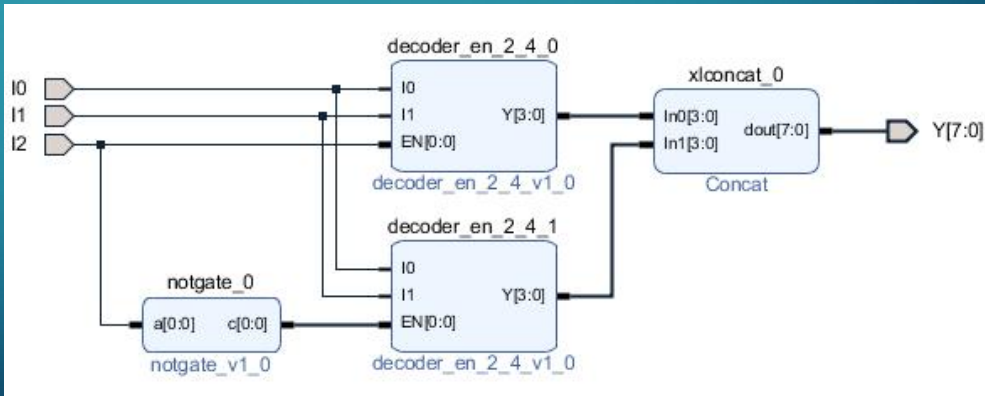 I0
I1
I2
decoder_en_2_4_0
I0
I1
EN[0:0]
Y[3:0]
decoder_en_2_4_v1_0
xlconcat_0
In0[3:0]
In1[3:0]
dout[7:0]
Concat
Y[7:0]
decoder_en_2_4_1
I0
I1
EN[0:0]
Y[3:0]
decoder_en_2_4_v1_0
notgate_0
a[0:0] c[0:0]
notgate_v1_0